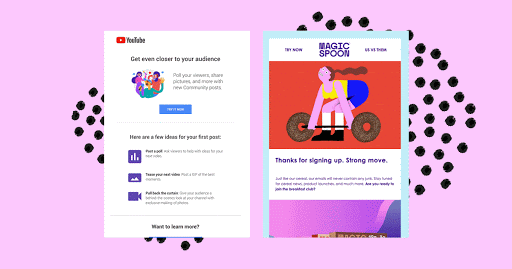 YouTube
Get even closer to your audience
Poll your viewers, share
pictures, and more with
new Community posts.
TRY IT NOW
Here are a few ideas for your first post:
Post a poll: Ask viewers to help with ideas for your
next video.
Tease your next video: Post a GIF of the best
moments.
Pull back the curtain: Give your audience a
behind-the-scenes look at your channel with
exclusive making-of photos.
Want to learn more?
TRY NOW
MAGIC
SPOON
US VS THEM
Thanks for signing up. Strong move.
Just like our cereal, our emails will never contain any junk. Stay tuned
for cereal news, product launches, and much more. Are you ready to
join the breakfast club?